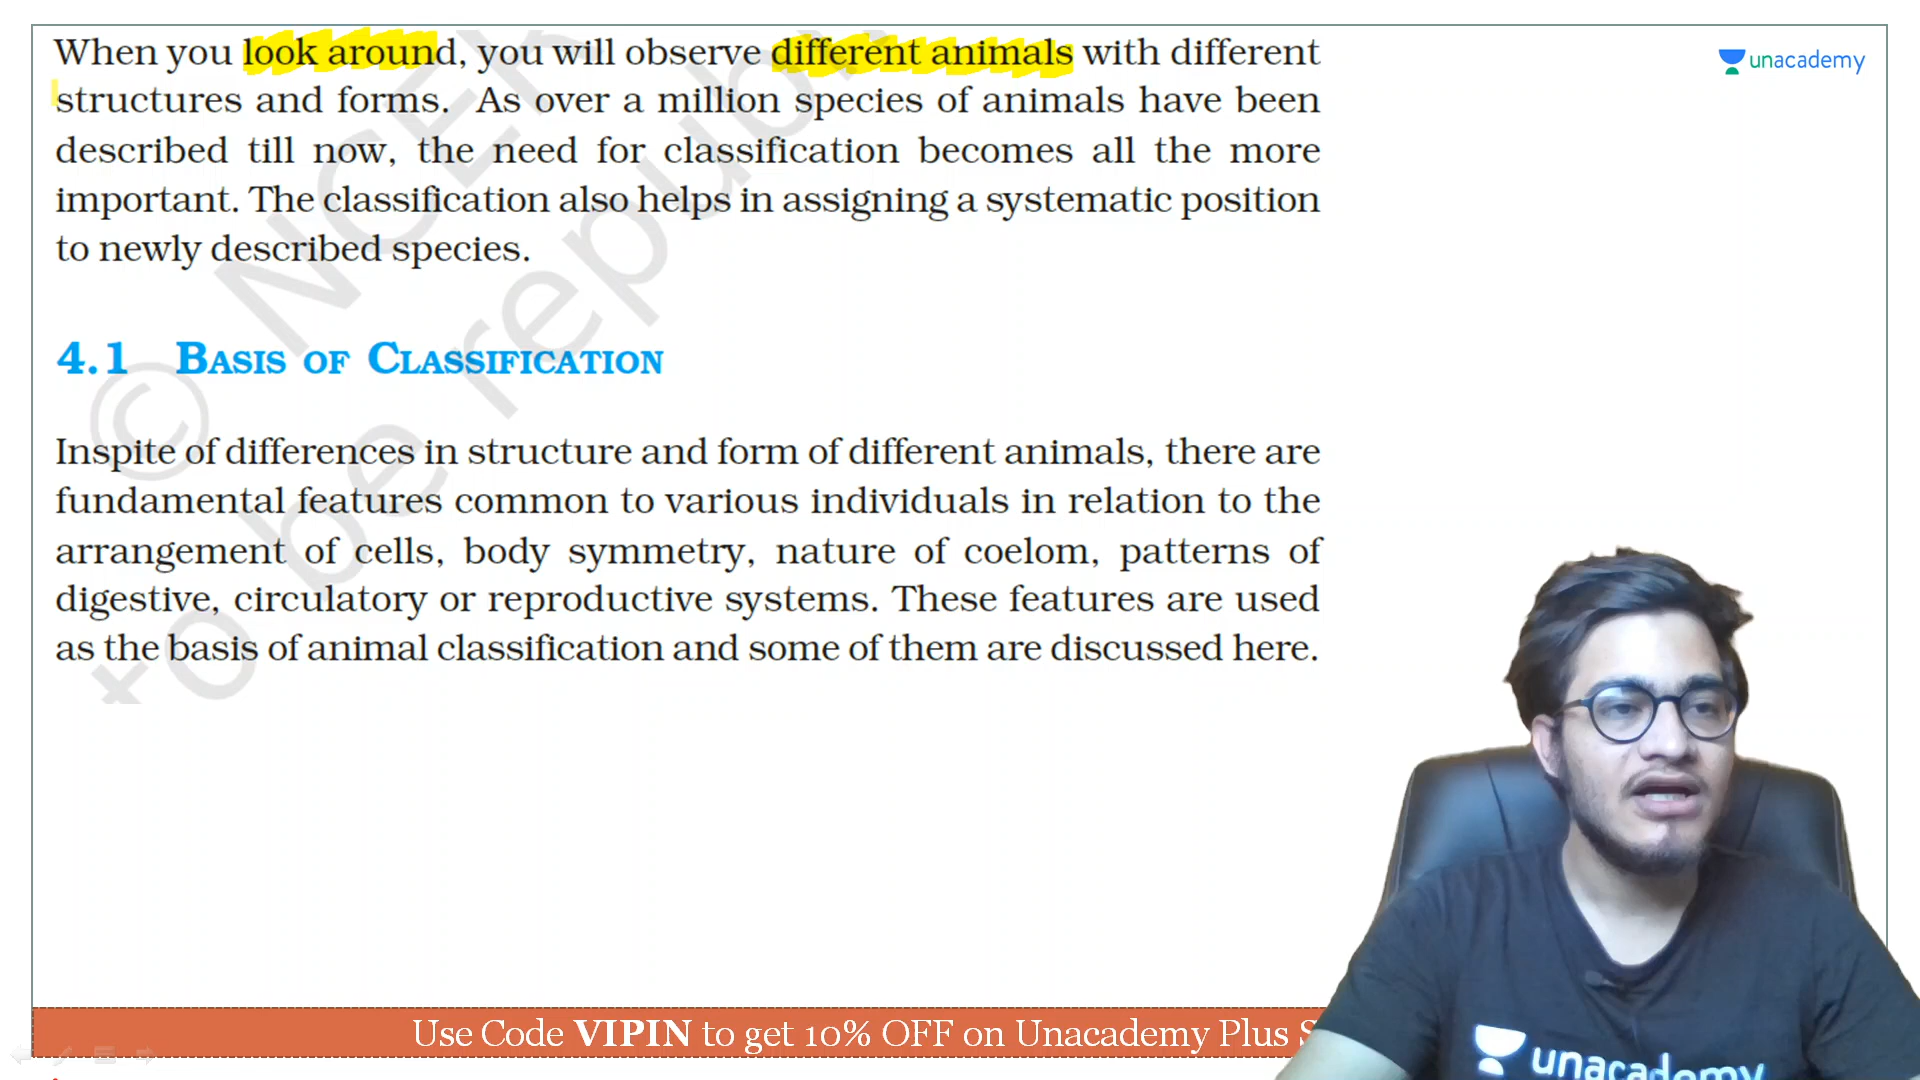 When you look around, you will observe different animals with different
structures and forms. As over a million species of animals have been
described till now, the need for classification becomes all the more
important. The classification also helps in assigning a systematic position
to newly described species.
unacademy
4.1 BASIS OF CLASSIFICATION
Inspite of differences in structure and form of different animals, there are
fundamental features common to various individuals in relation to the
arrangement of cells, body symmetry, nature of coelom, patterns of
digestive, circulatory or reproductive systems. These features are used
as the basis of animal classification and some of them are discussed here.
© NCE
to be repub
Use Code VIPIN to get 10% OFF on Unacademy Plus S
unacademy